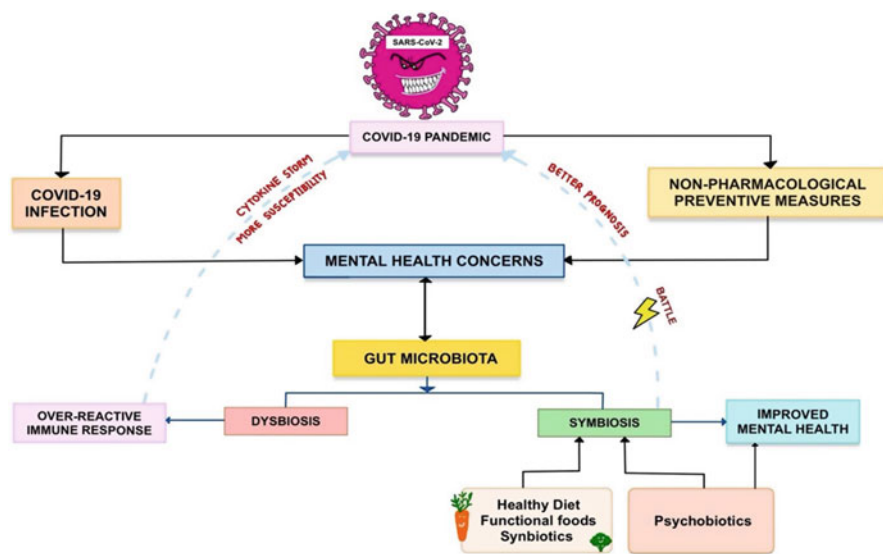 SARS-CoV-2
COVID-19 PANDEMIC
CYTOKINE STORM
MORE SUSCEPTIBILITY
BETTER PROGNOSIS
COVID-19
INFECTION
NON-PHARMACOLOGICAL
PREVENTIVE MEASURES
MENTAL HEALTH CONCERNS
BATTLE
GUT MICROBIOTA
OVER-REACTIVE
IMMUNE RESPONSE
DYSBIOSIS
SYMBIOSIS
IMPROVED
MENTAL HEALTH
Healthy Diet
Functional foods
Synbiotics
Psychobiotics